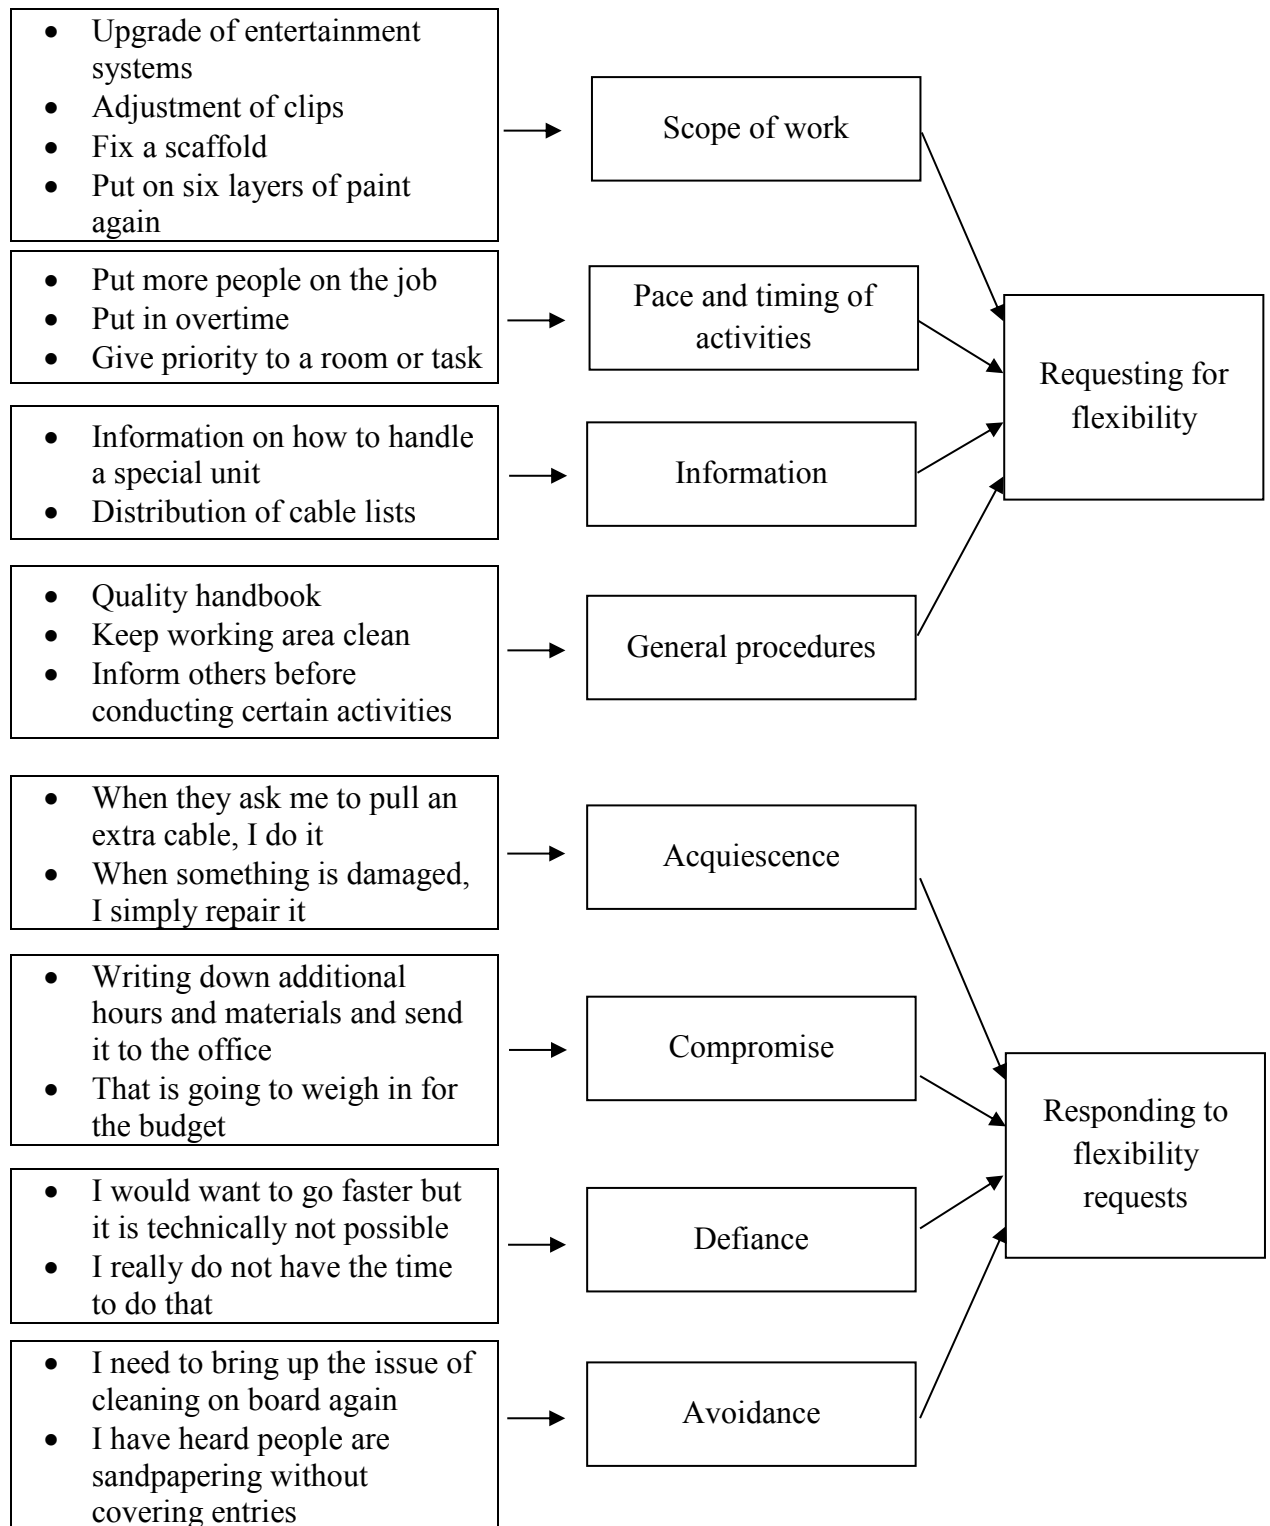 • Upgrade of entertainment
systems
• Adjustment of clips
• Fix a scaffold
• Put on six layers of paint
again
Scope of work
• Put more people on the job
• Put in overtime
• Give priority to a room or task
Pace and timing of
activities
• Information on how to handle
a special unit
• Distribution of cable lists
Information
• Quality handbook
• Keep working area clean
• Inform others before
conducting certain activities
General procedures
Requesting for
flexibility
• When they ask me to pull an
extra cable, I do it
• When something is damaged,
I simply repair it
Acquiescence
• Writing down additional
hours and materials and send
it to the office
• That is going to weigh in for
the budget
Compromise
• I would want to go faster but
it is technically not possible
• I really do not have the time
to do that
Defiance
• I need to bring up the issue of
cleaning on board again
• I have heard people are
sandpapering without
covering entries
Avoidance
Responding to
flexibility
requests